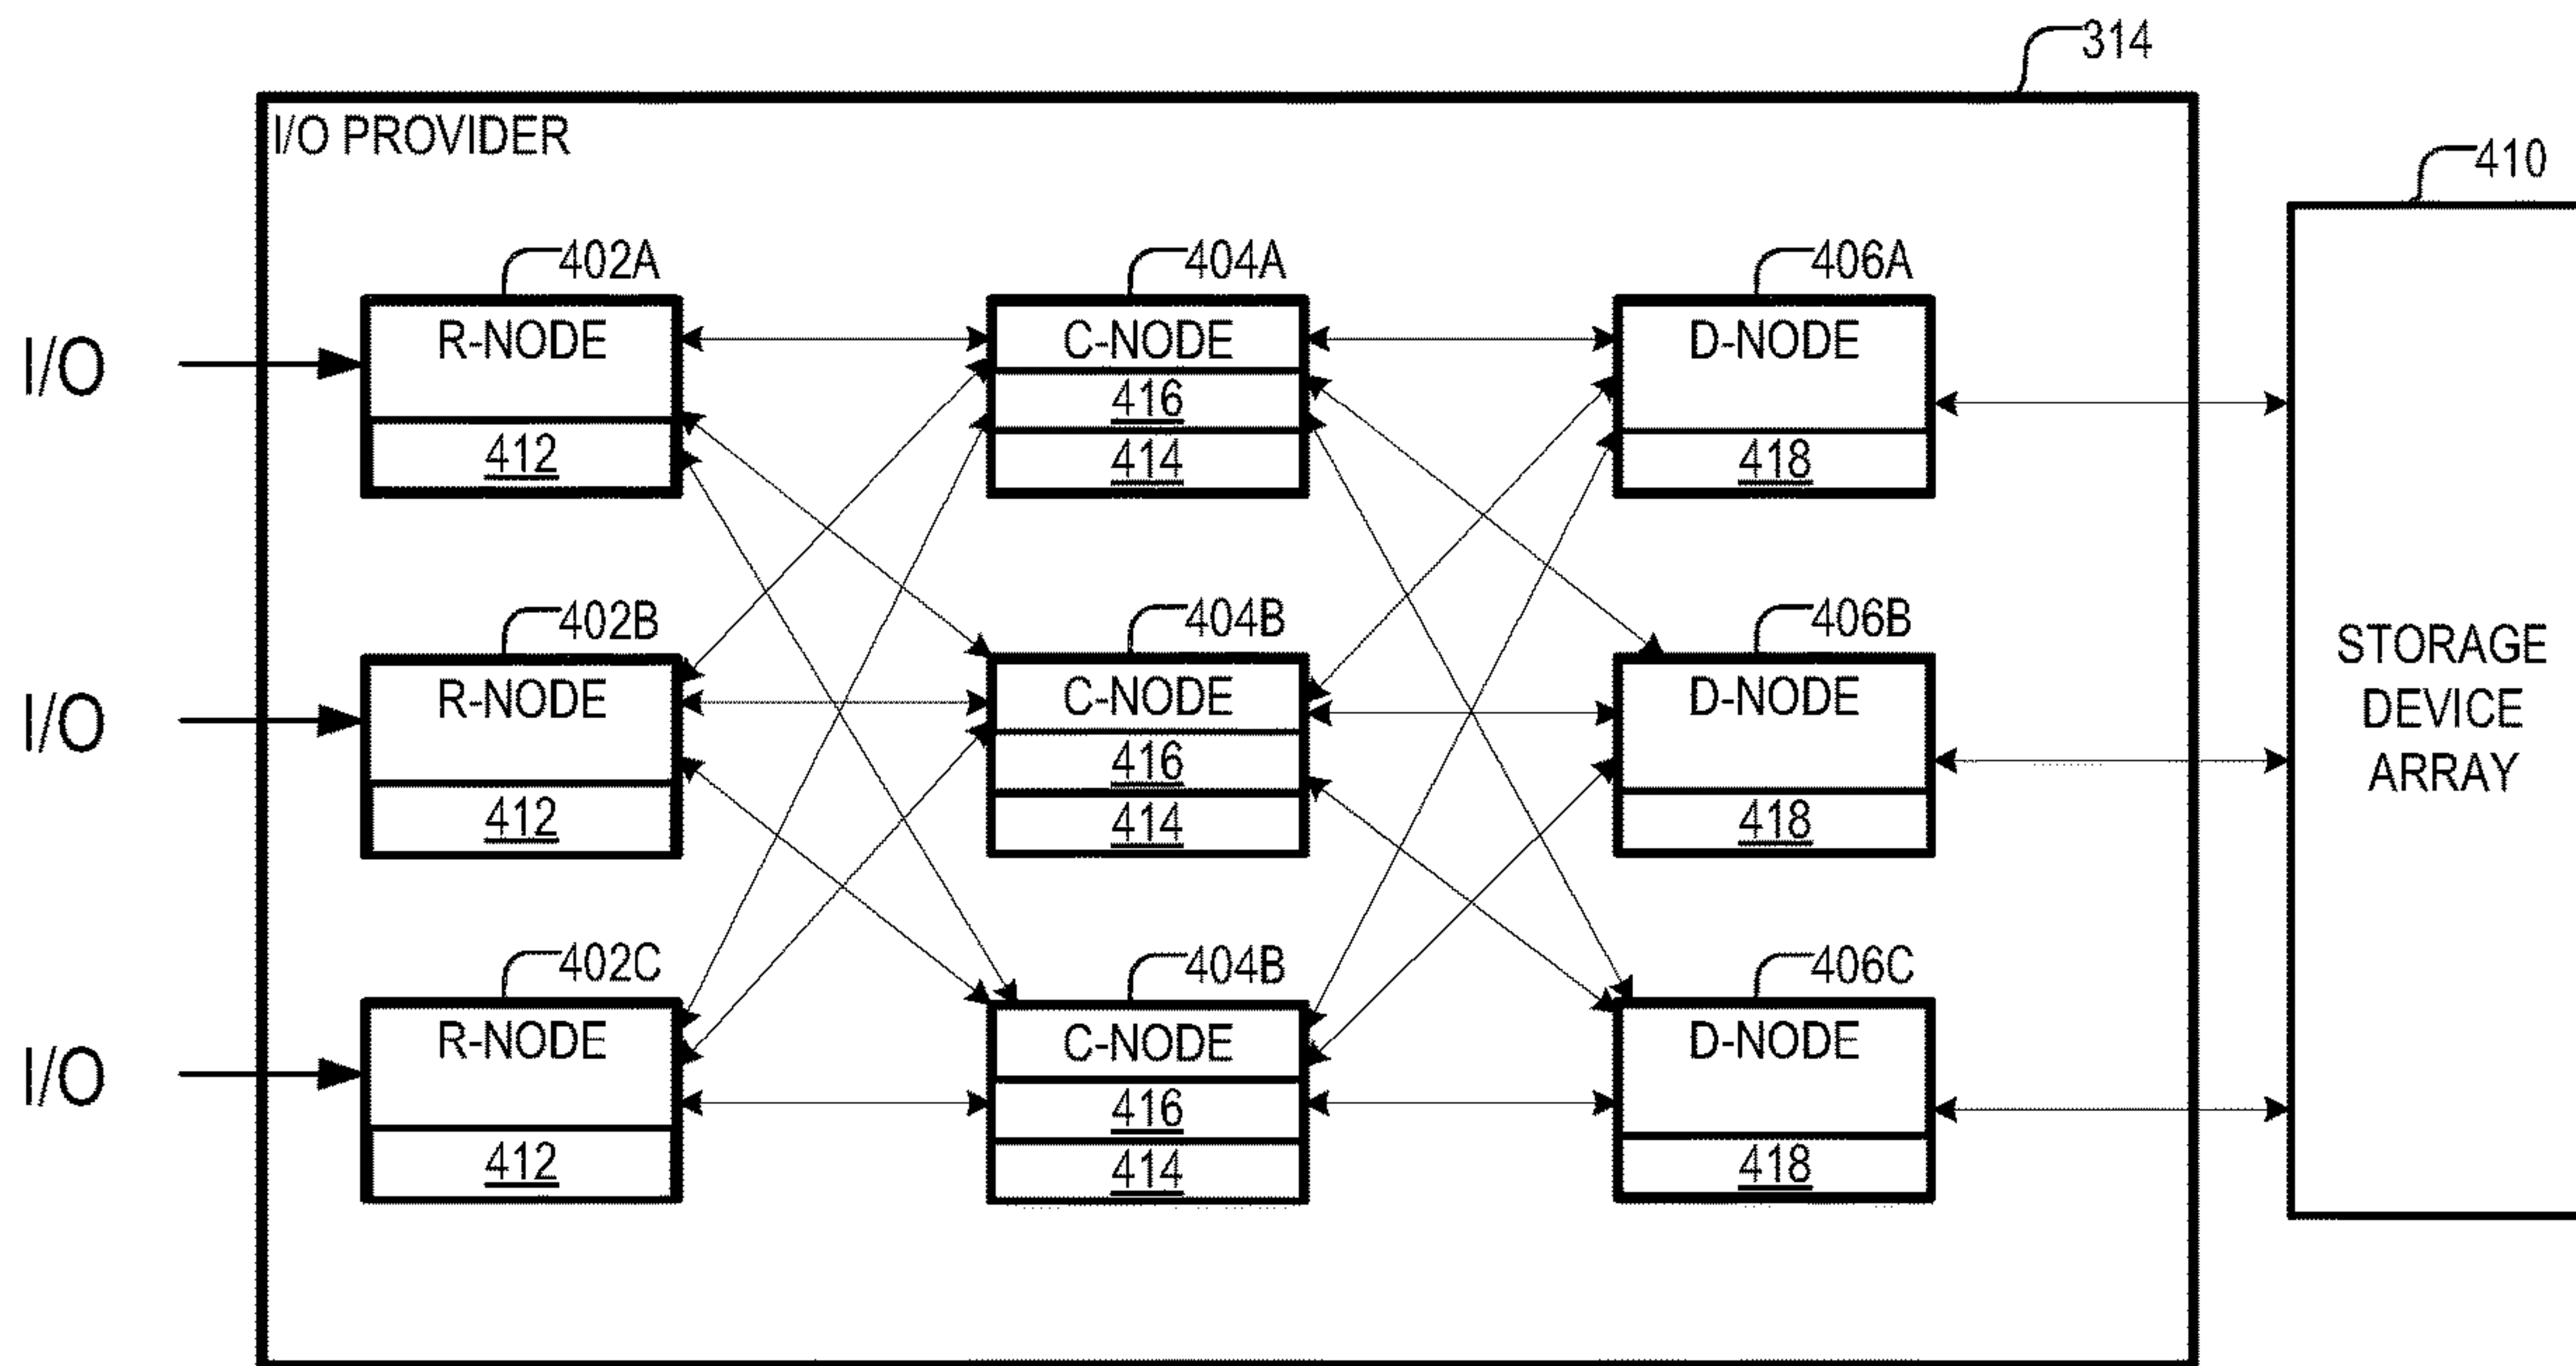 314
I/O PROVIDER
410
402A
404A
406A
I/O
R-NODE
412
C-NODE
416
414
D-NODE
418
402B
404B
406B
I/O
R-NODE
412
C-NODE
416
414
D-NODE
418
STORAGE
DEVICE
ARRAY
402C
404B
406C
I/O
R-NODE
412
C-NODE
416
414
D-NODE
418